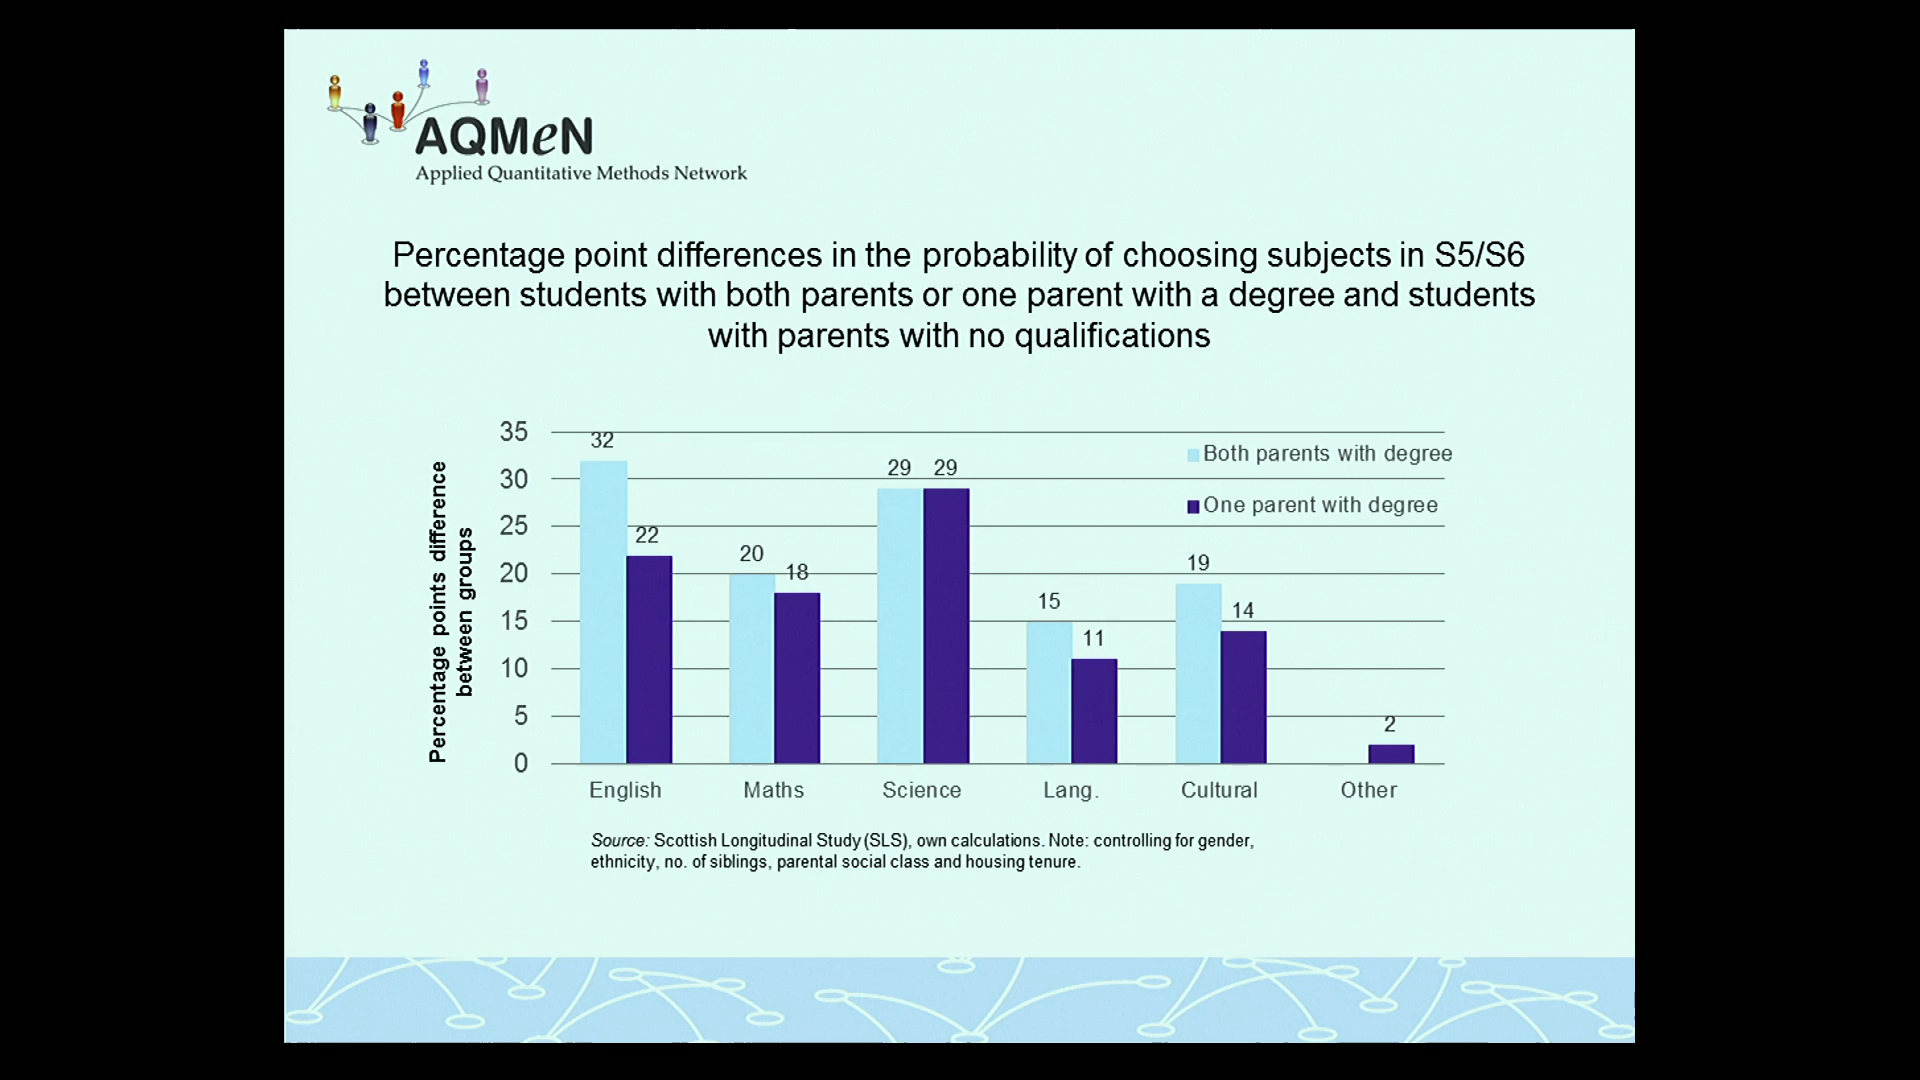 AQMeN
Applied Quantitative Methods Network
Percentage point differences in the probability of choosing subjects in S5/S6
between students with both parents or one parent with a degree and students
with parents with no qualifications
Percentage points difference
between groups
35
30
25
20
15
10
5
0
32
22
20
18
29
29
15
11
19
14
2
Both parents with degree
One parent with degree
English
Maths
Science
Lang.
Cultural
Other
Source: Scottish Longitudinal Study (SLS), own calculations. Note: controlling for gender,
ethnicity, no. of siblings, parental social class and housing tenure.